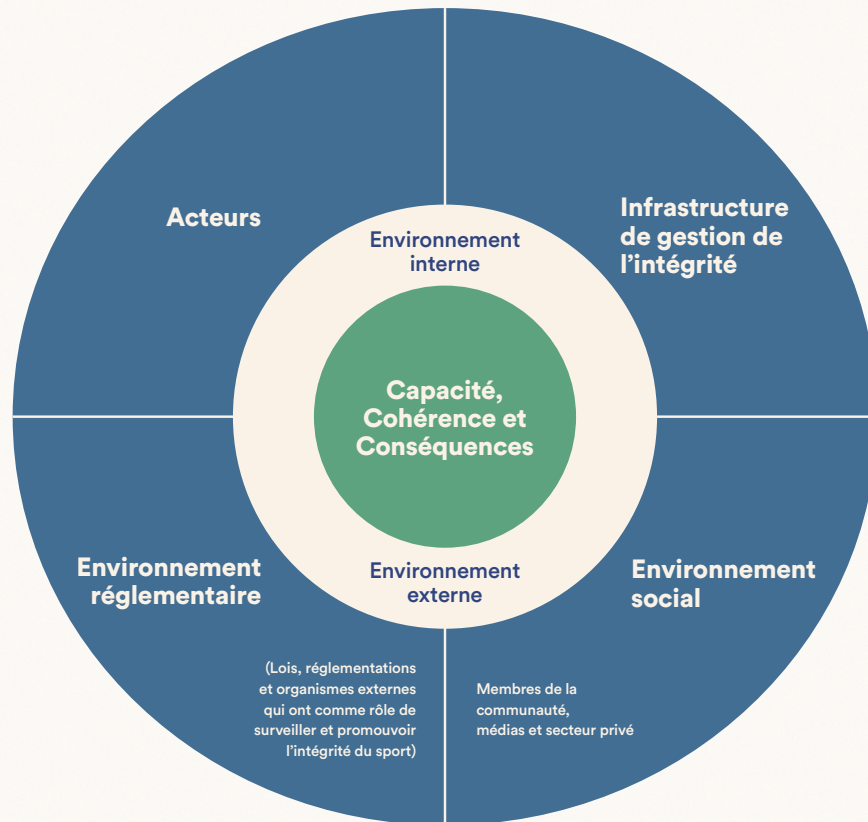 Acteurs
Infrastructure
de gestion de
l’intégrité
Environnement
interne
Capacité,
Cohérence et
Conséquences
Environnement
externe
Environnement
réglementaire
(Lois, réglementations
et organismes externes
qui ont comme rôle de
surveiller et promouvoir
l’intégrité du sport)
Environnement
social
Membres de la
communauté,
médias et secteur privé